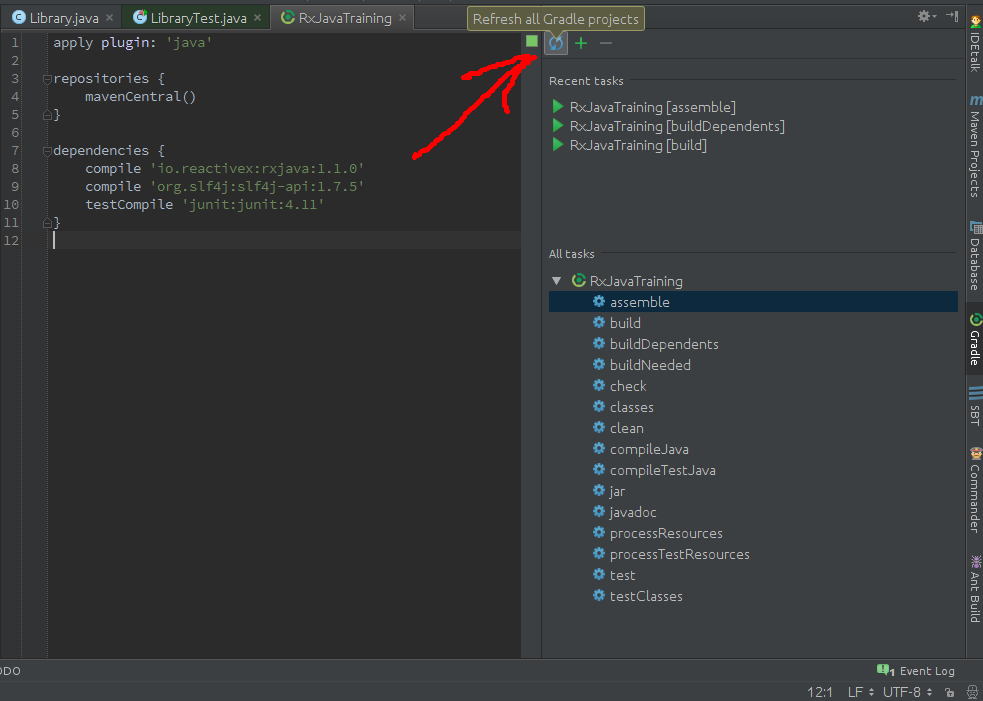 Library.java
LibraryTest.java
RxJavaTraining
Refresh all Gradle projects
1 apply plugin: 'java'
2
3 repositories {
4 mavenCentral()
5 }
6
7 dependencies {
8 compile 'io.reactivex:rxjava:1.1.0'
9 compile 'org.slf4j:slf4j-api:1.7.5'
10 testCompile 'junit:junit:4.11'
11 }
12
Recent tasks
RxJavaTraining [assemble]
RxJavaTraining [buildDependents]
RxJavaTraining [build]
All tasks
RxJavaTraining
assemble
build
buildDependents
buildNeeded
check
classes
clean
compileJava
compileTestJava
jar
javadoc
processResources
processTestResources
test
testClasses
IDEtalk
Maven Projects
Database
Gradle
SBT
Commander
Ant Build
ODO
1 Event Log
12:1 LF UTF-8